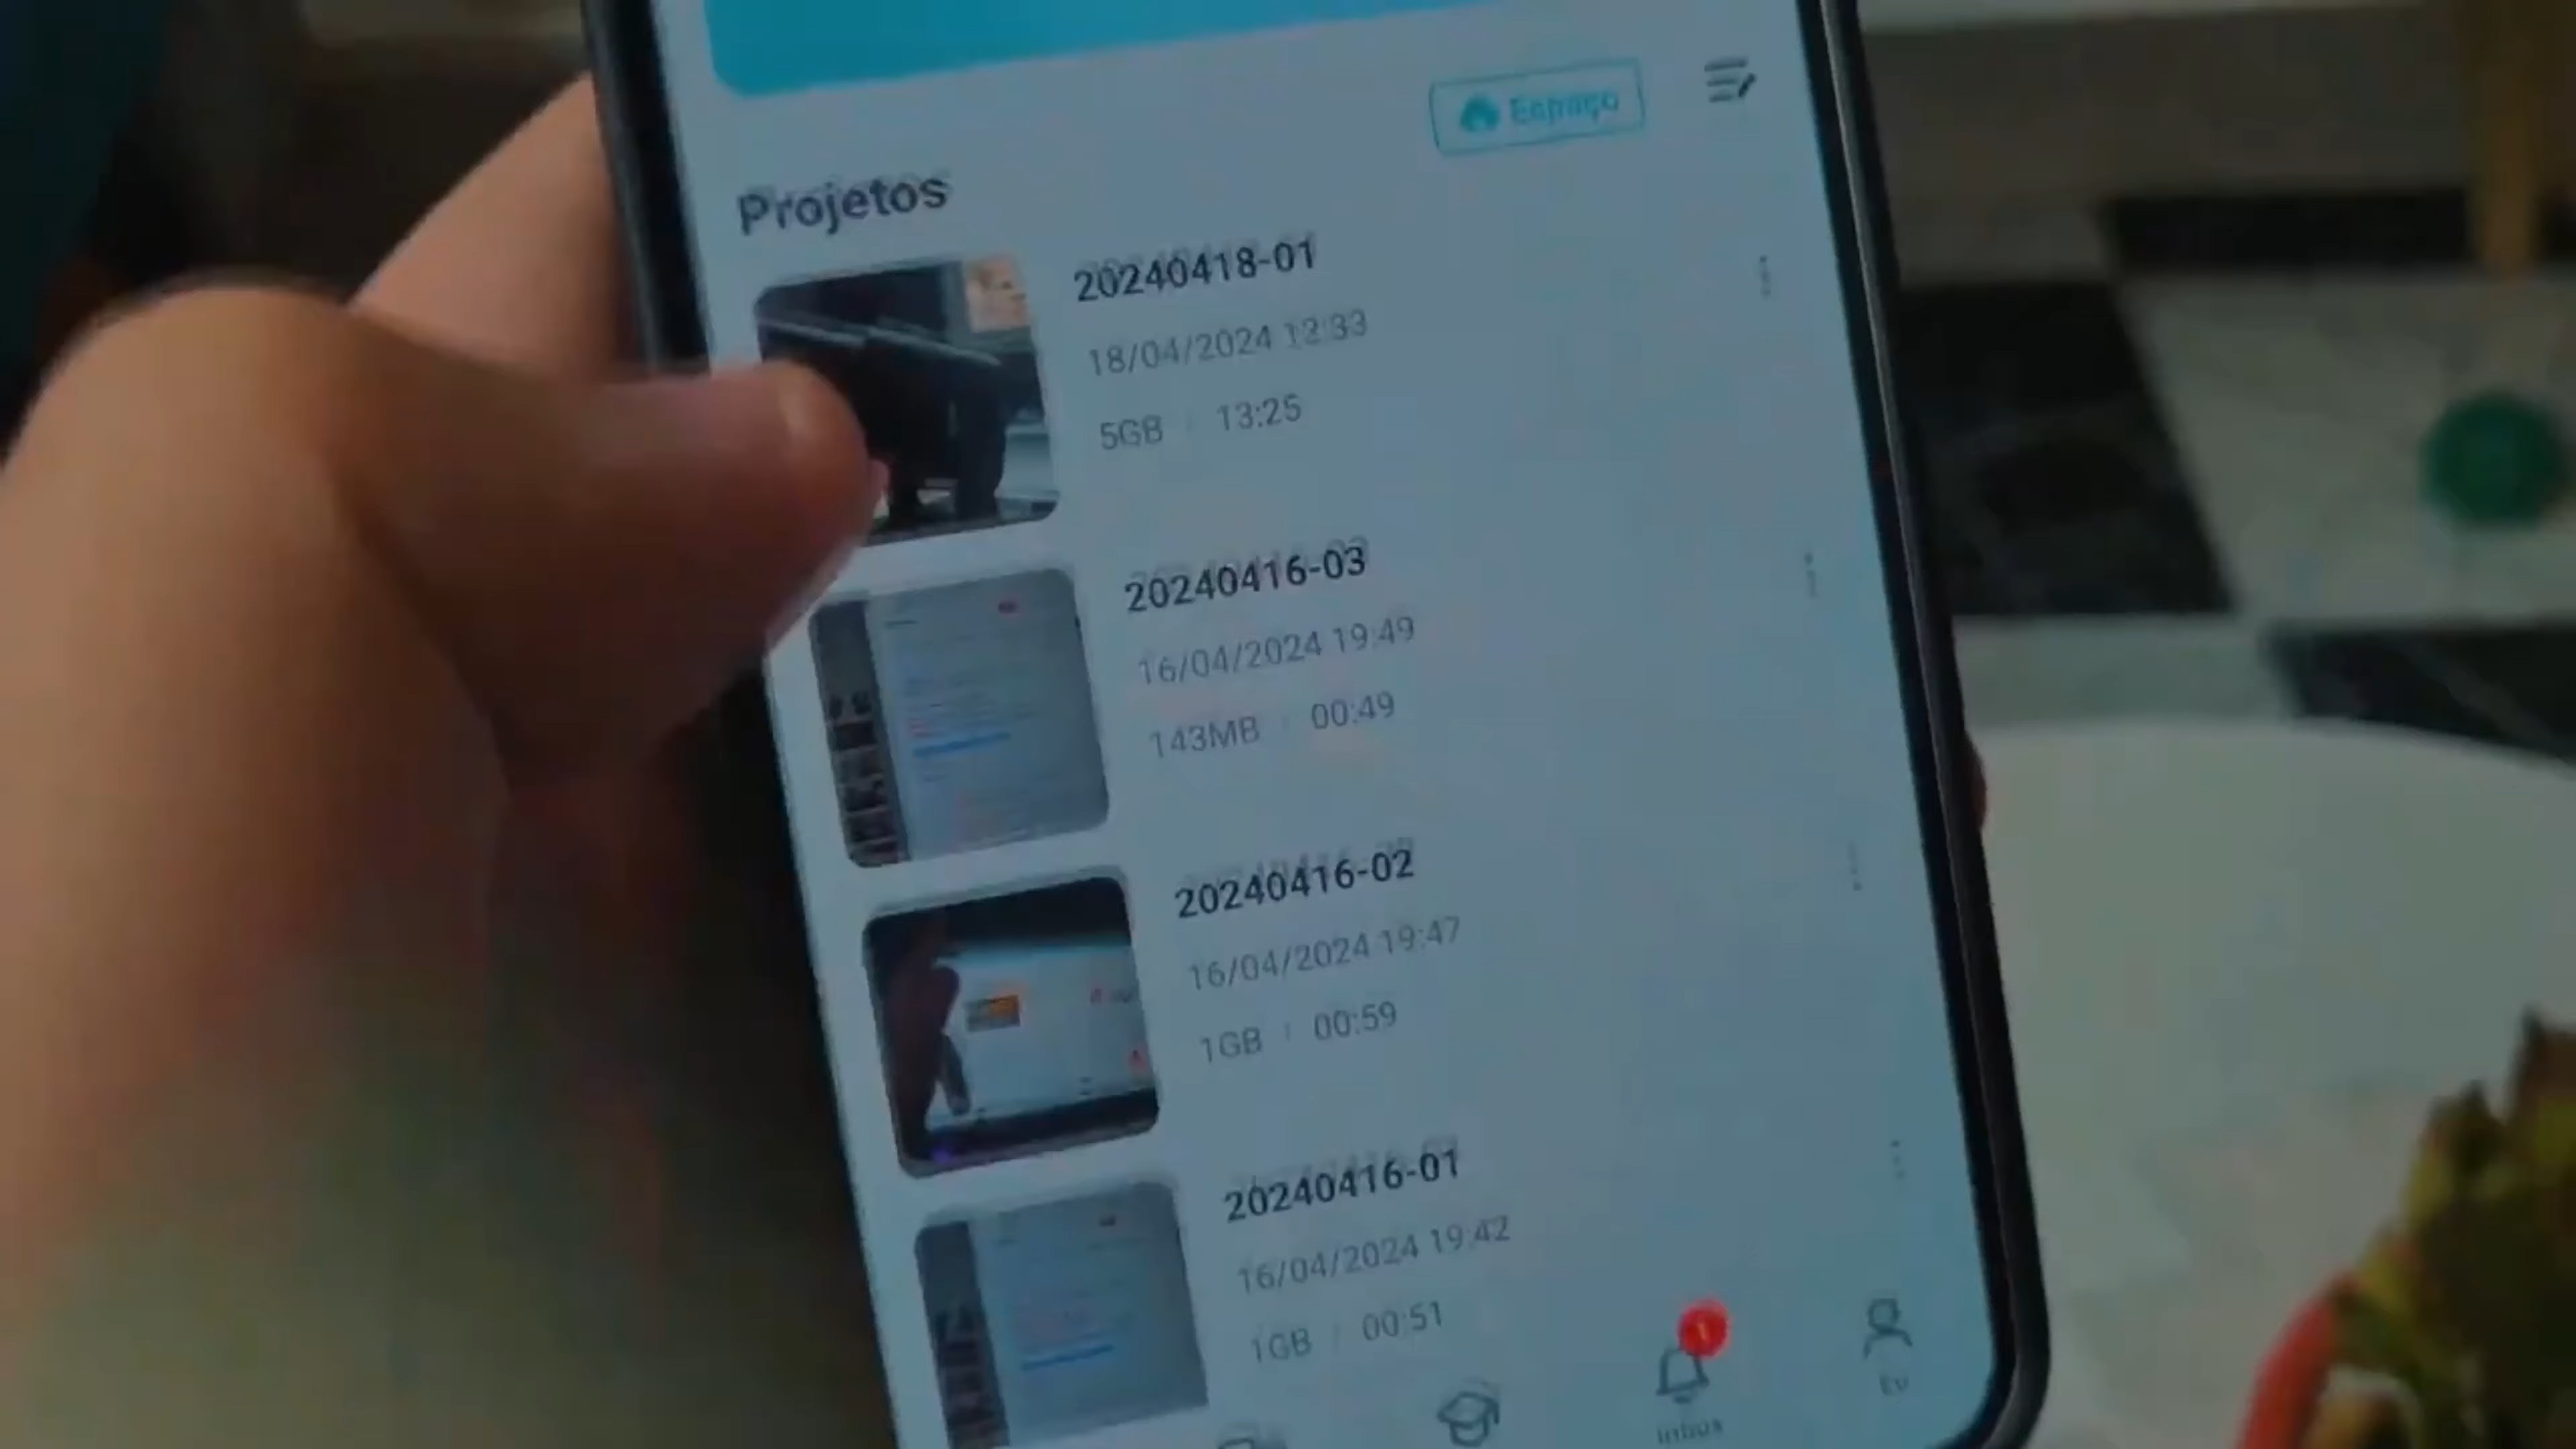 Espaço
Projetos
20240418-01
18/04/2024 12:33
5GB 13:25
20240416-03
16/04/2024 19:49
143MB 00:49
20240416-02
16/04/2024 19:47
1GB 00:59
20240416-01
16/04/2024 19:42
1GB 00:51
1
Inbox
Eu